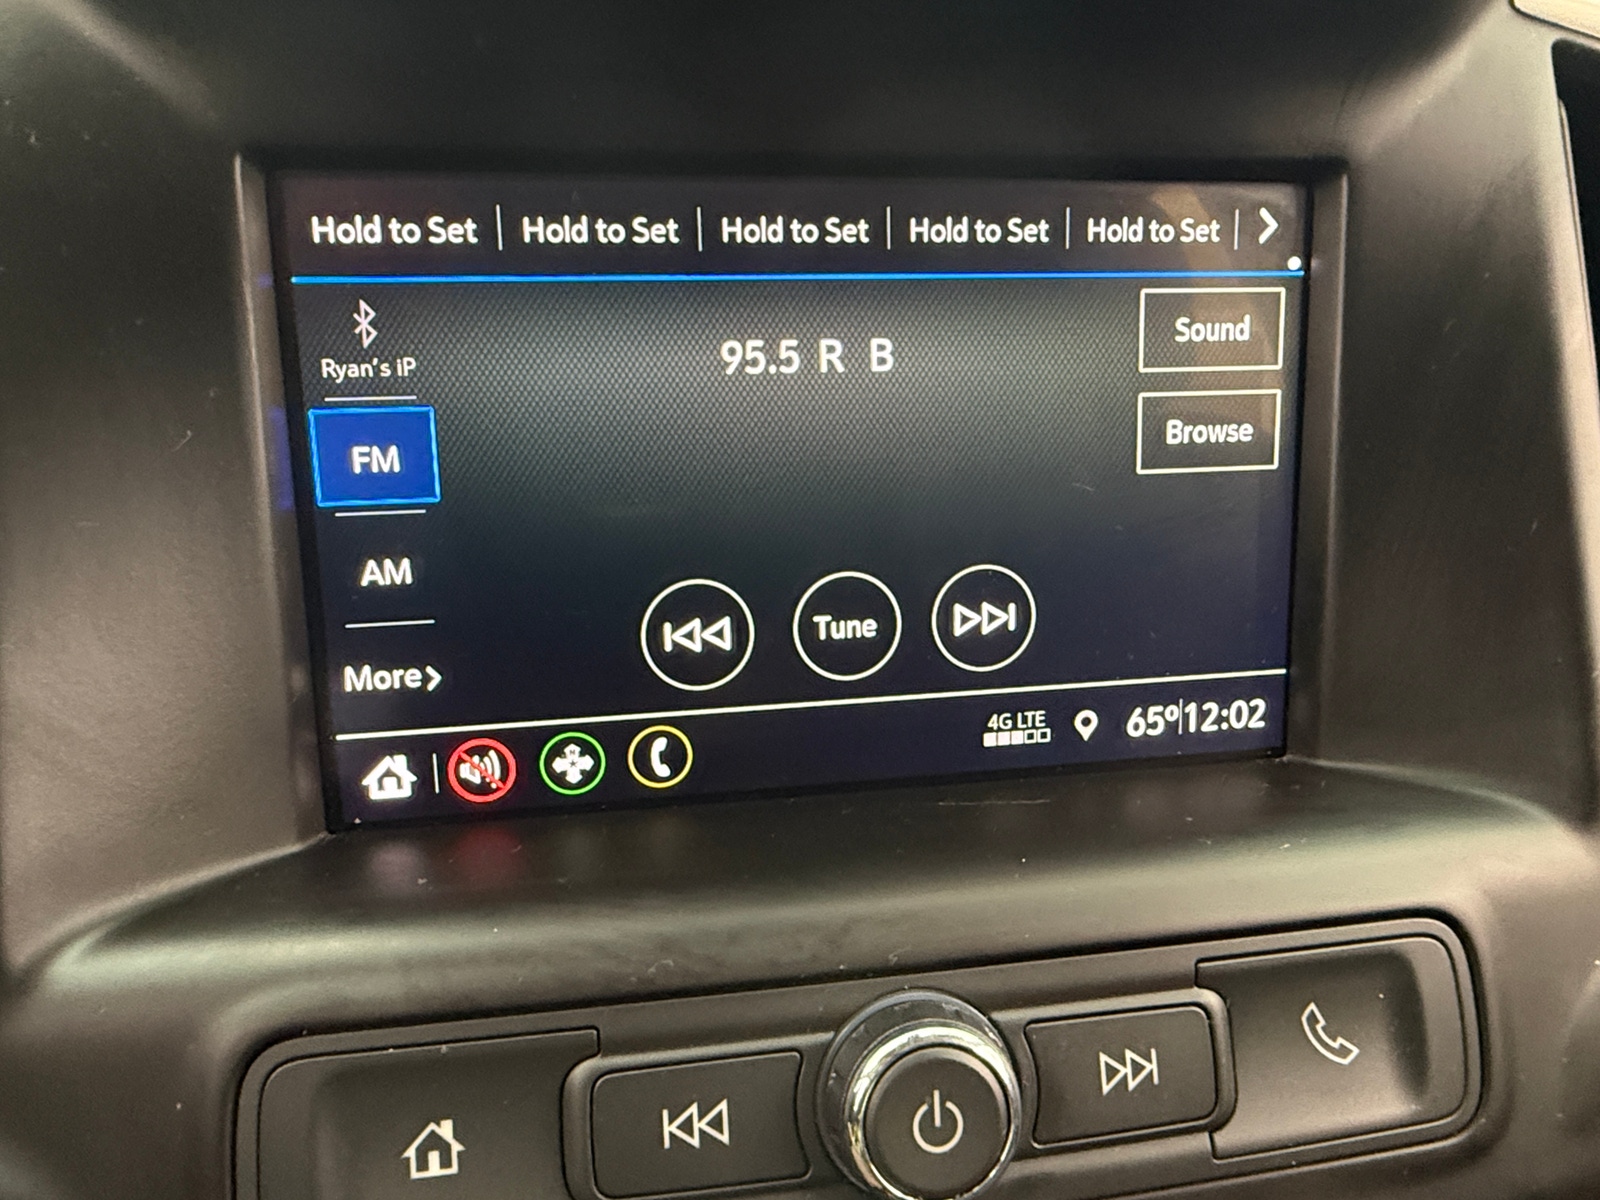 Hold to Set | Hold to Set | Hold to Set | Hold to Set | Hold to Set |
Ryan's iP
95.5 R B
Sound
Browse
FM
AM
Tune
More
4G LTE
65°|12:02